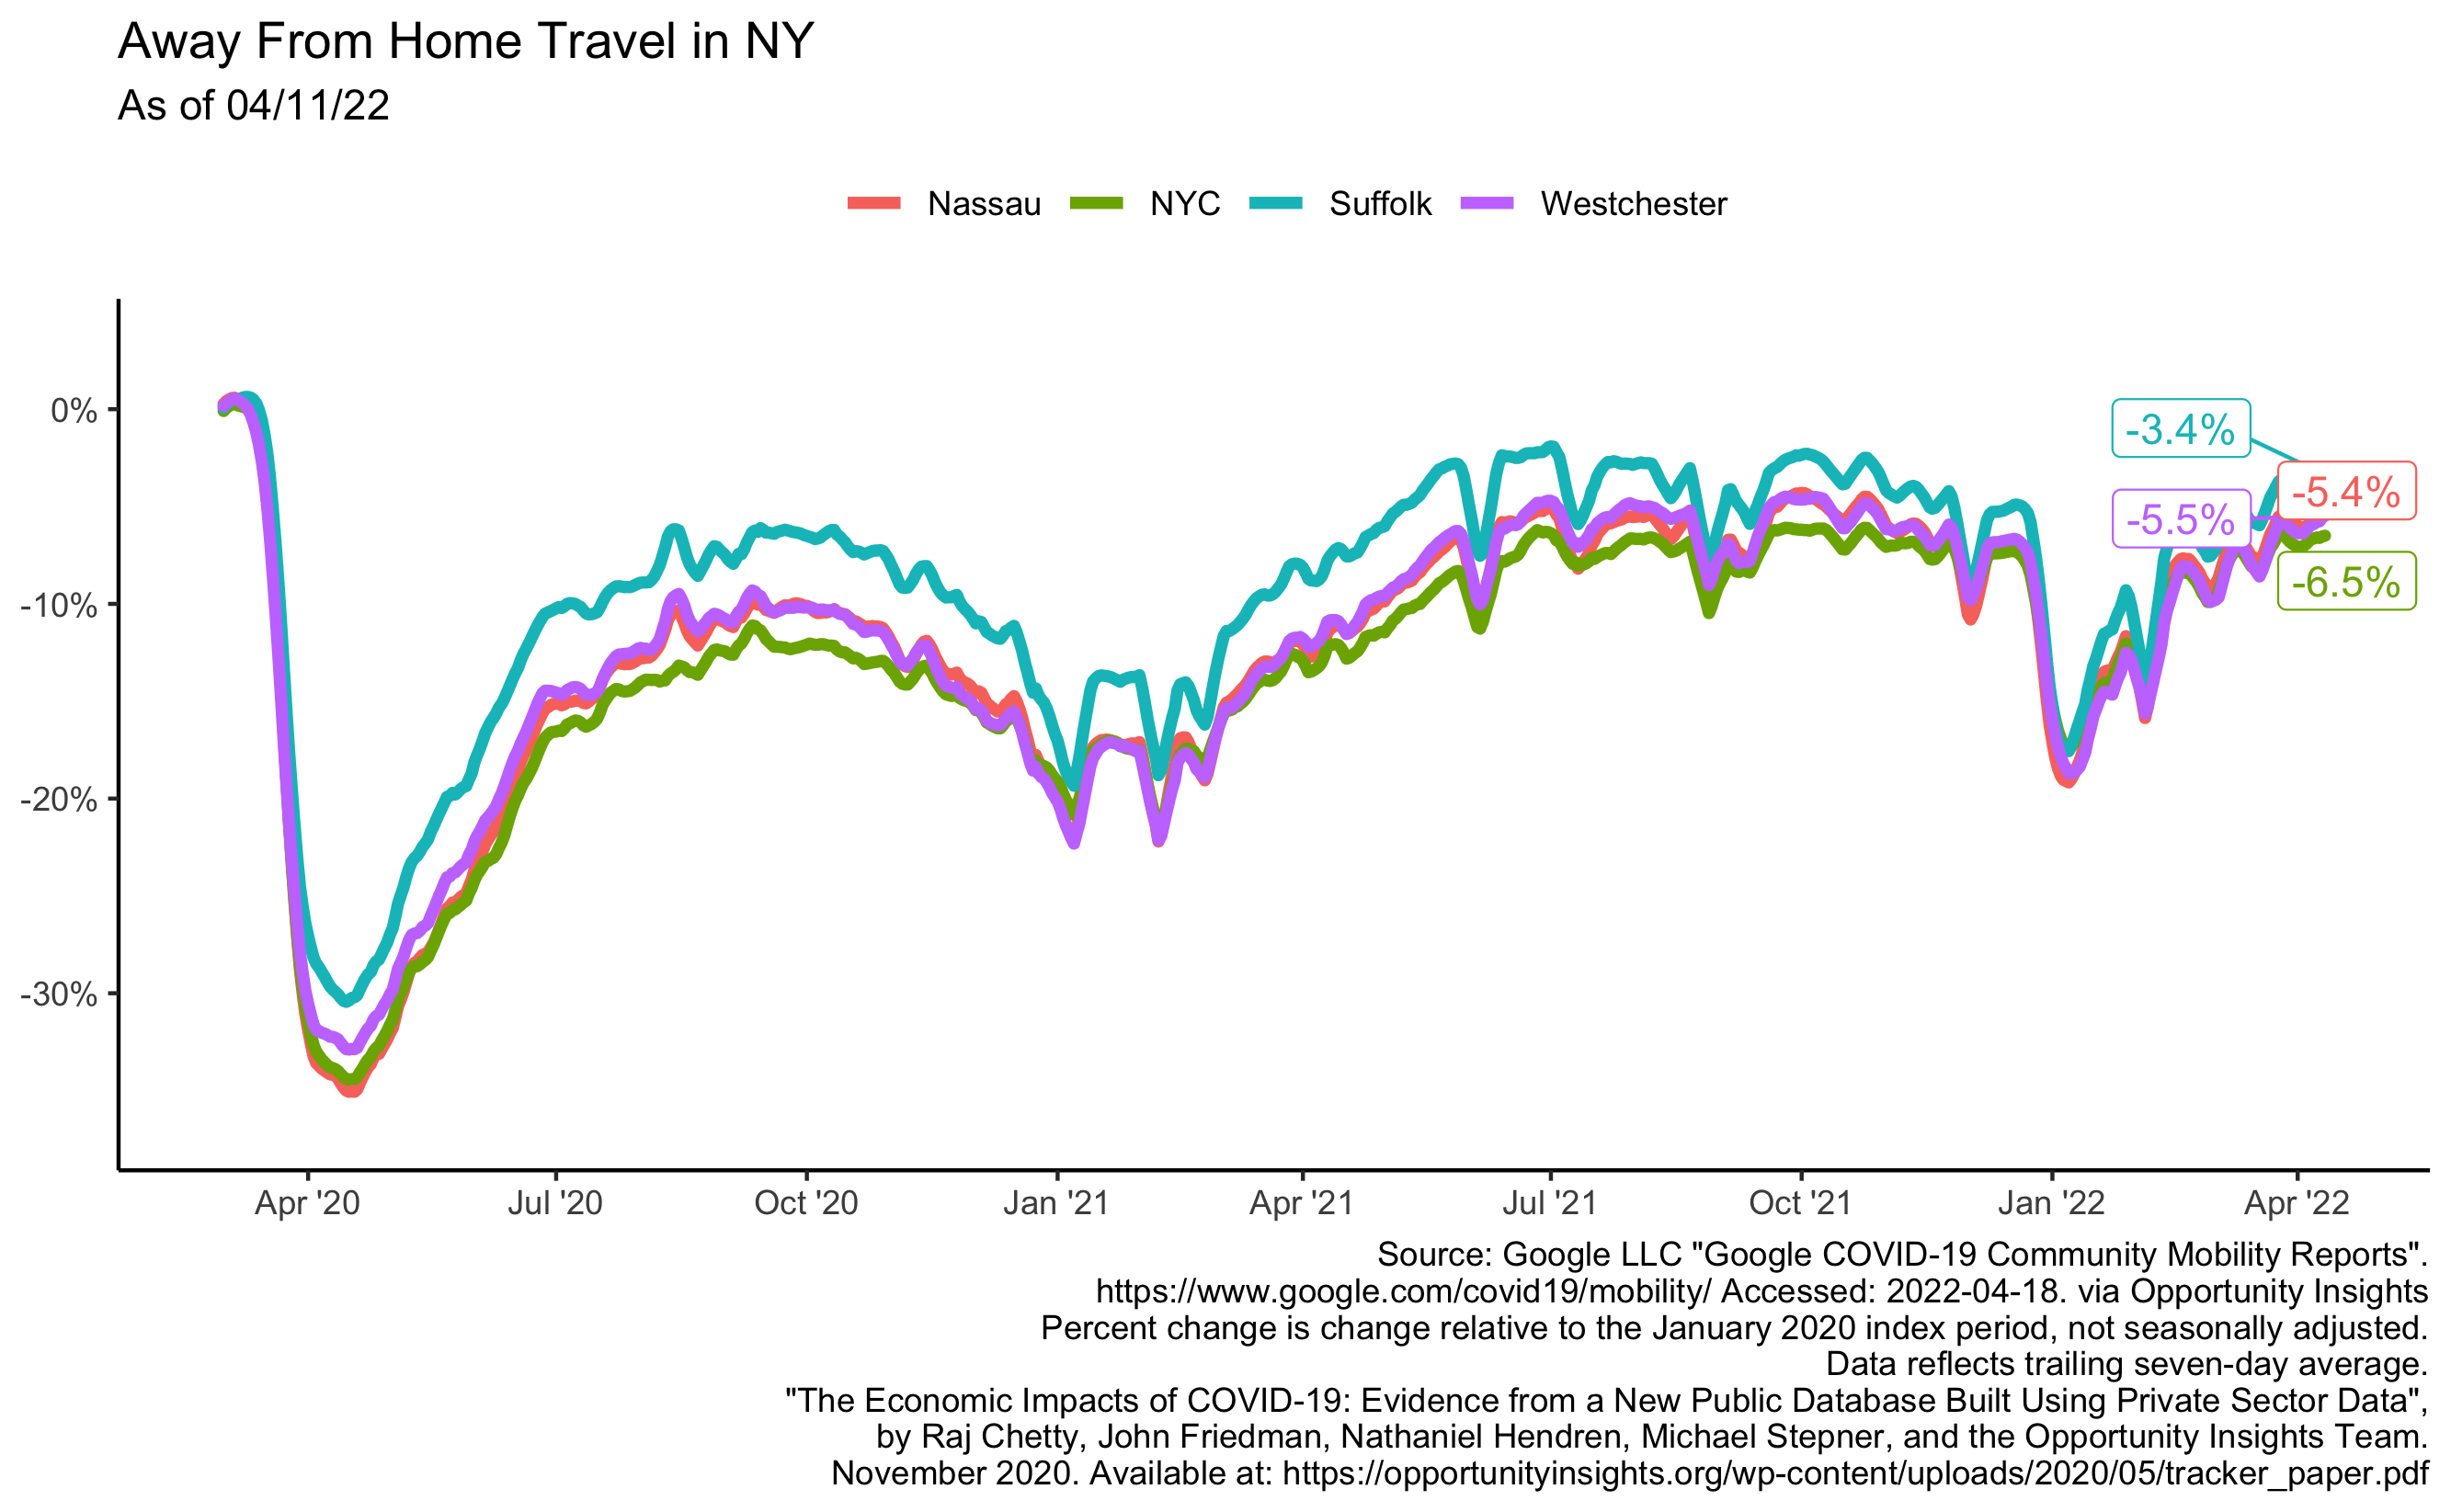 Away From Home Travel in NY
As of 04/11/22
Nassau NYC Suffolk Westchester
0%
-10%
-20%
-30%
-3.4%
-5.4%
-5.5%
-6.5%
Apr '20 Jul '20 Oct '20 Jan '21 Apr '21 Jul '21 Oct '21 Jan '22 Apr '22
Source: Google LLC "Google COVID-19 Community Mobility Reports".
https://www.google.com/covid19/mobility/ Accessed: 2022-04-18. via Opportunity Insights
Percent change is change relative to the January 2020 index period, not seasonally adjusted.
Data reflects trailing seven-day average.
"The Economic Impacts of COVID-19: Evidence from a New Public Database Built Using Private Sector Data",
by Raj Chetty, John Friedman, Nathaniel Hendren, Michael Stepner, and the Opportunity Insights Team.
November 2020. Available at: https://opportunityinsights.org/wp-content/uploads/2020/05/tracker_paper.pdf